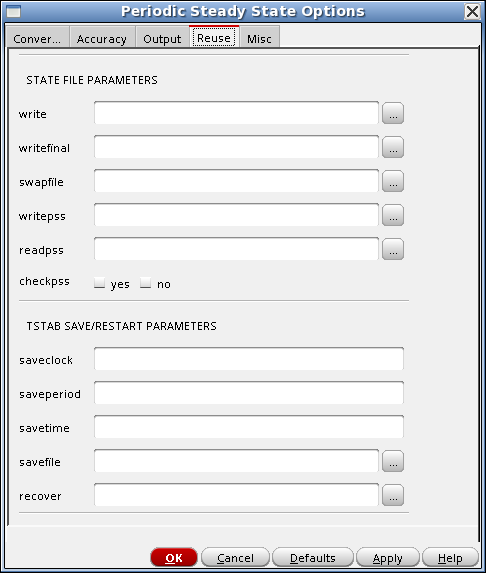 Periodic Steady State Options
Conver... Accuracy Output Reuse Misc
STATE FILE PARAMETERS
write ...
writefinal ...
swapfile ...
writepss ...
readpss ...
checkpss yes no
TSTAB SAVE/RESTART PARAMETERS
saveclock
saveperiod
savetime
savefile ...
recover ...
OK Cancel Defaults Apply Help